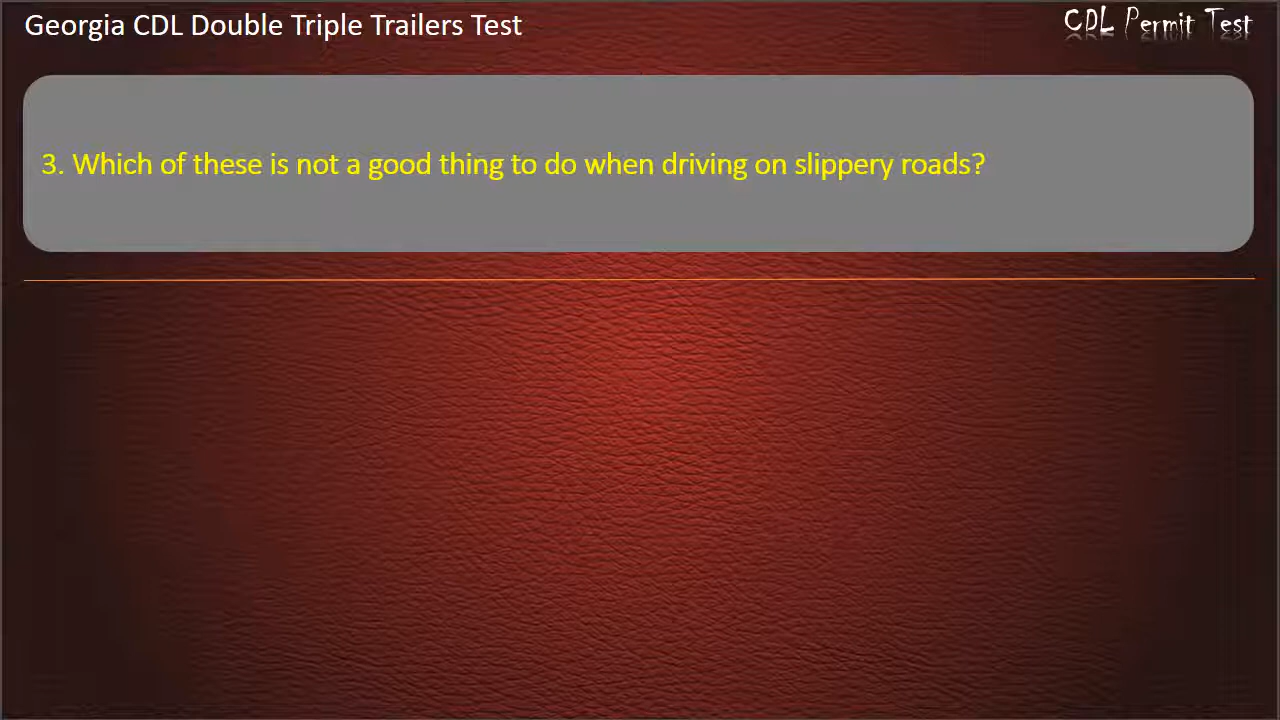 Georgia CDL Double Triple Trailers Test
CDL Permit Test
3. Which of these is not a good thing to do when driving on slippery roads?